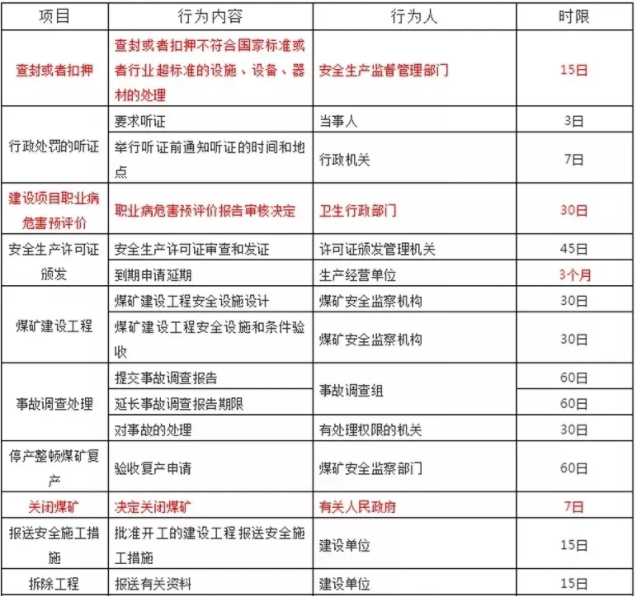 项目 行为内容 行为人 时限
查封或者扣押不符合国家标准或
查封或者扣押 者行业超标准的设施、设备、器 安全生产监督管理部门 15日
材的处理
要求听证 当事人 3日
行政处罚的听证
举行听证前通知听证的时间和地
点 行政机关 7日
建设项目职业病
危害预评价 职业病危害预评价报告审核决定 卫生行政部门 30日
安全生产许可证
颁发
安全生产许可证审查和发证 许可证颁发管理机关 45日
到期申请延期 生产经营单位 3个月
煤矿建设工程
煤矿建设工程安全设施设计 煤矿安全监察机构 30日
煤矿建设工程安全设施和条件验
收 煤矿安全监察机构 30日
事故调查处理
提交事故调查报告 事故调查组 60日
延长事故调查报告期限 60日
对事故的处理 有处理权限的机关 30日
停产整顿煤矿复
产 验收复产申请 煤矿安全监察部门 60日
关闭煤矿 决定关闭煤矿 有关人民政府 7日
报送安全施工措
施
批准开工的建设工程报送安全施
工措施 建设单位 15日
拆除工程 报送有关资料 建设单位 15日